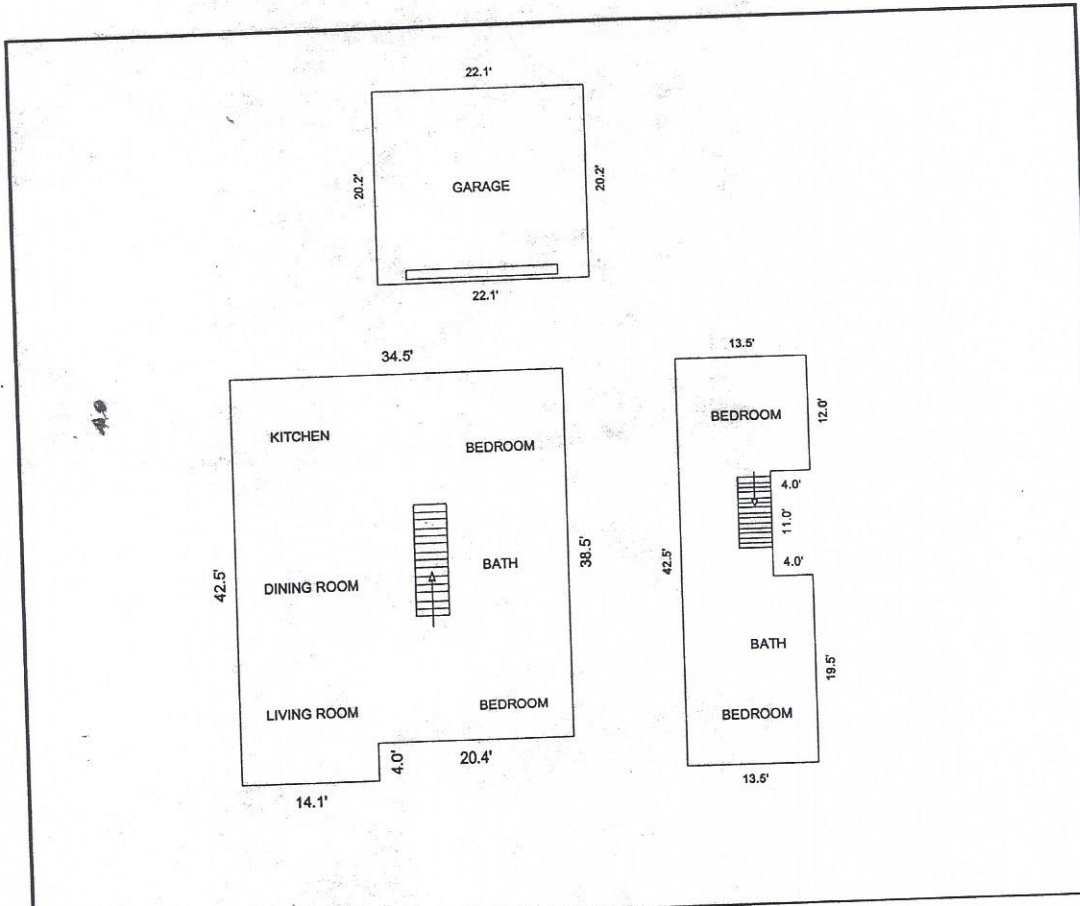 22.1'
20.2'
GARAGE
20.2'
22.1'
34.5'
KITCHEN
BEDROOM
42.5'
DINING ROOM
BATH
38.5'
LIVING ROOM
BEDROOM
4.0'
20.4'
14.1'
13.5'
BEDROOM
12.0'
4.0'
11.0'
4.0'
42.5'
BATH
19.5'
BEDROOM
13.5'